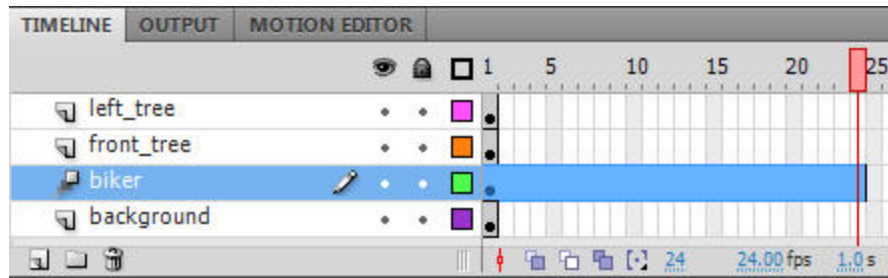 TIMELINE OUTPUT MOTION EDITOR
1 5 10 15 20 25
left_tree
front_tree
biker
background
24 24.00 fps 1.0 s